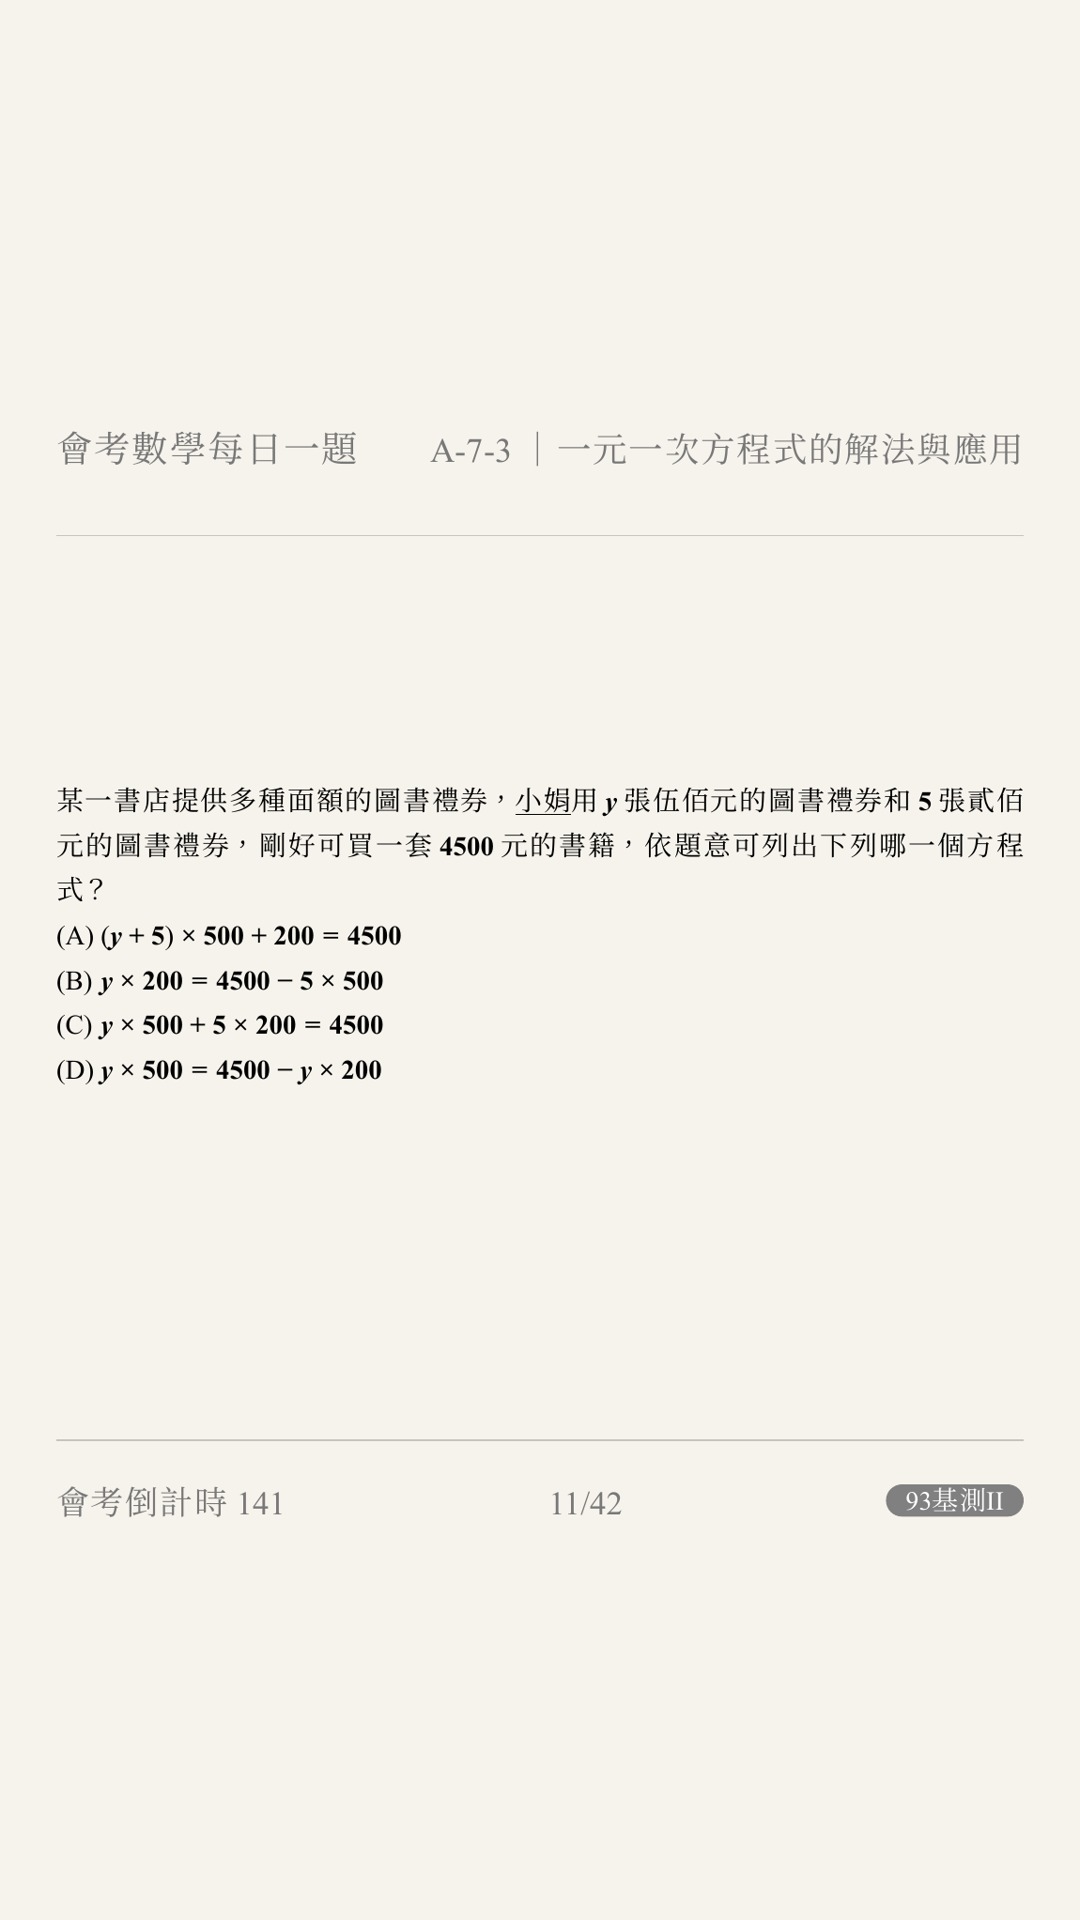 會考數學每日一題 A-7-3｜一元一次方程式的解法與應用
某一書店提供多種面額的圖書禮券，小娟用 y 張伍佰元的圖書禮券和 5 張貳佰
元的圖書禮券，剛好可買一套 4500 元的書籍，依題意可列出下列哪一個方程
式？
(A) (y + 5) × 500 + 200 = 4500
(B) y × 200 = 4500 − 5 × 500
(C) y × 500 + 5 × 200 = 4500
(D) y × 500 = 4500 − y × 200
會考倒計時 141 11/42 93基測II